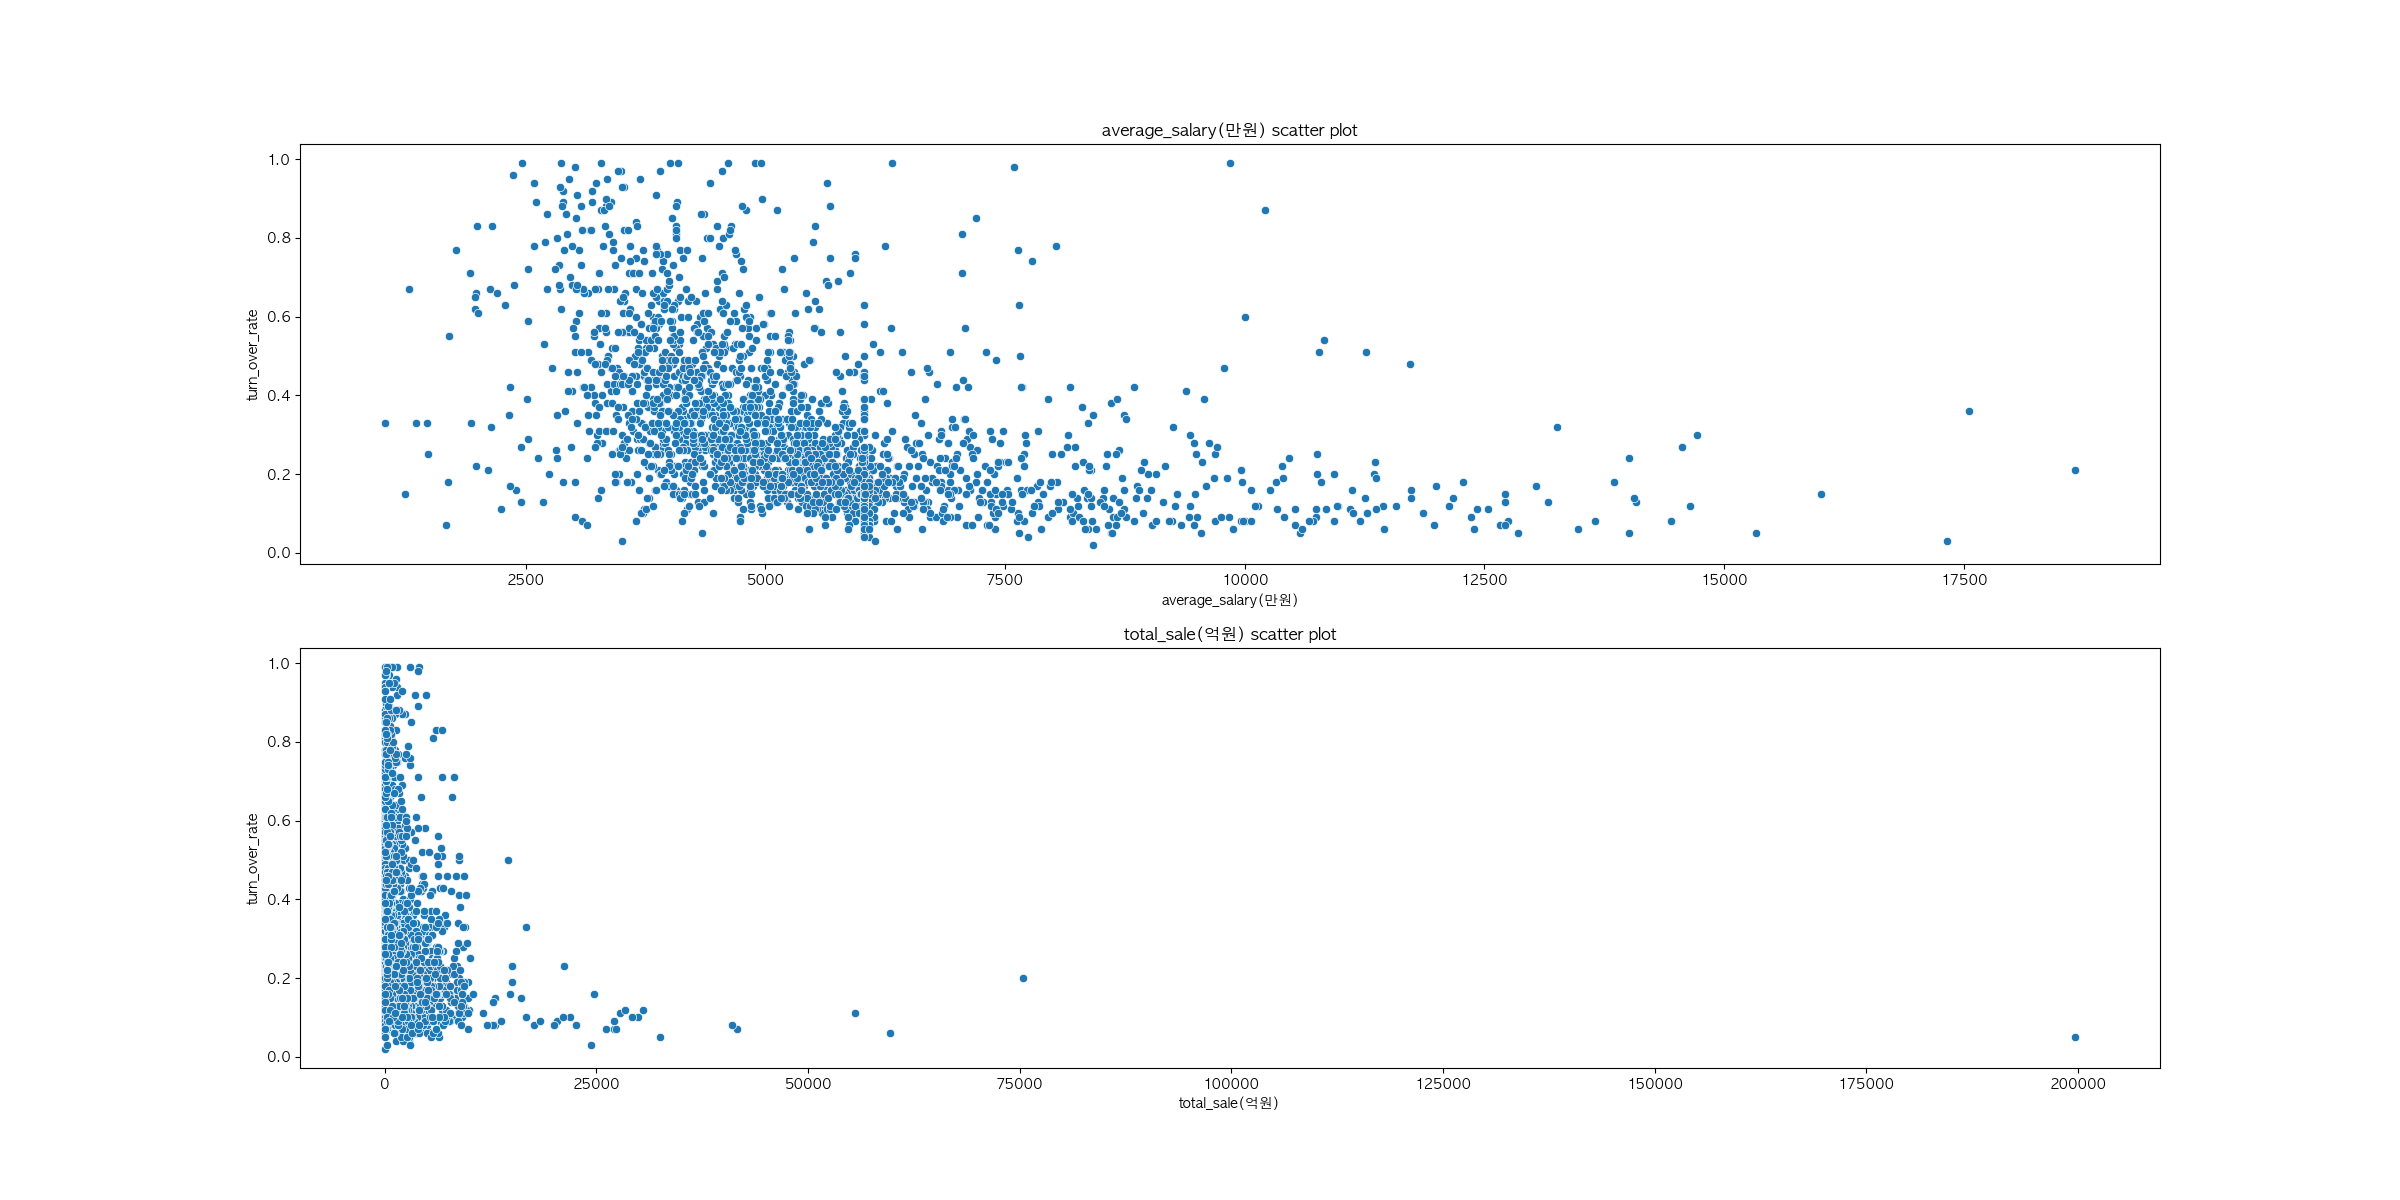 average_salary(만원) scatter plot
1.0
0.8
0.6
0.4
0.2
0.0
turn_over_rate
2500 5000 7500 10000 12500 15000 17500
average_salary(만원)
total_sale(억원) scatter plot
1.0
0.8
0.6
0.4
0.2
0.0
turn_over_rate
0 25000 50000 75000 100000 125000 150000 175000 200000
total_sale(억원)